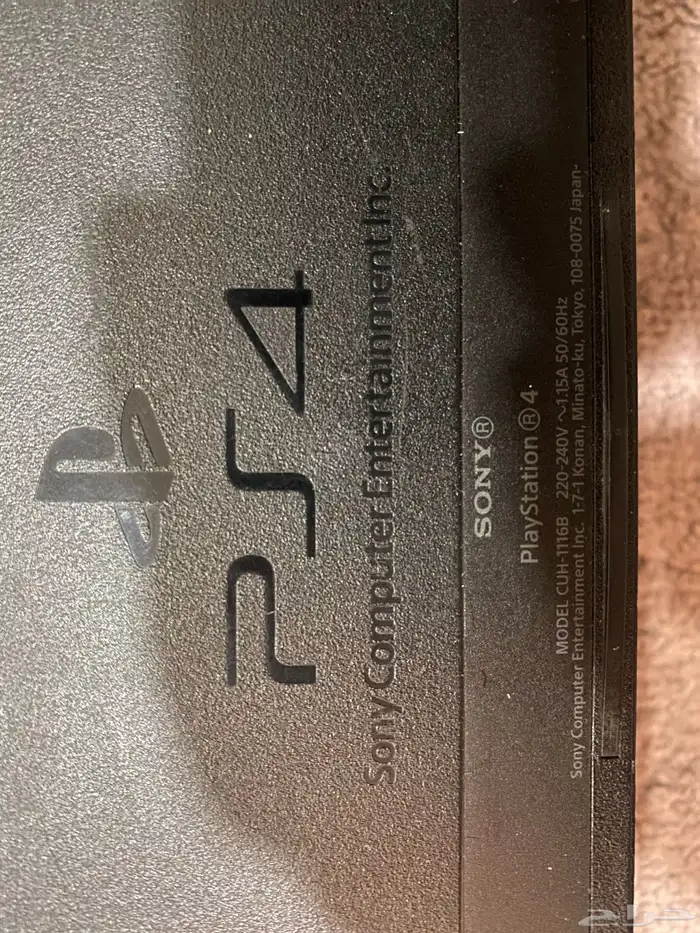 PS4
Sony Computer Entertainment Inc.
SONY®
PlayStation®4
MODEL CUH-1116B 220-240V ~1.15A 50/60Hz
Sony Computer Entertainment Inc. 1-7-1 Konan, Minato-ku, Tokyo, 108-0075 Japan-
حراج